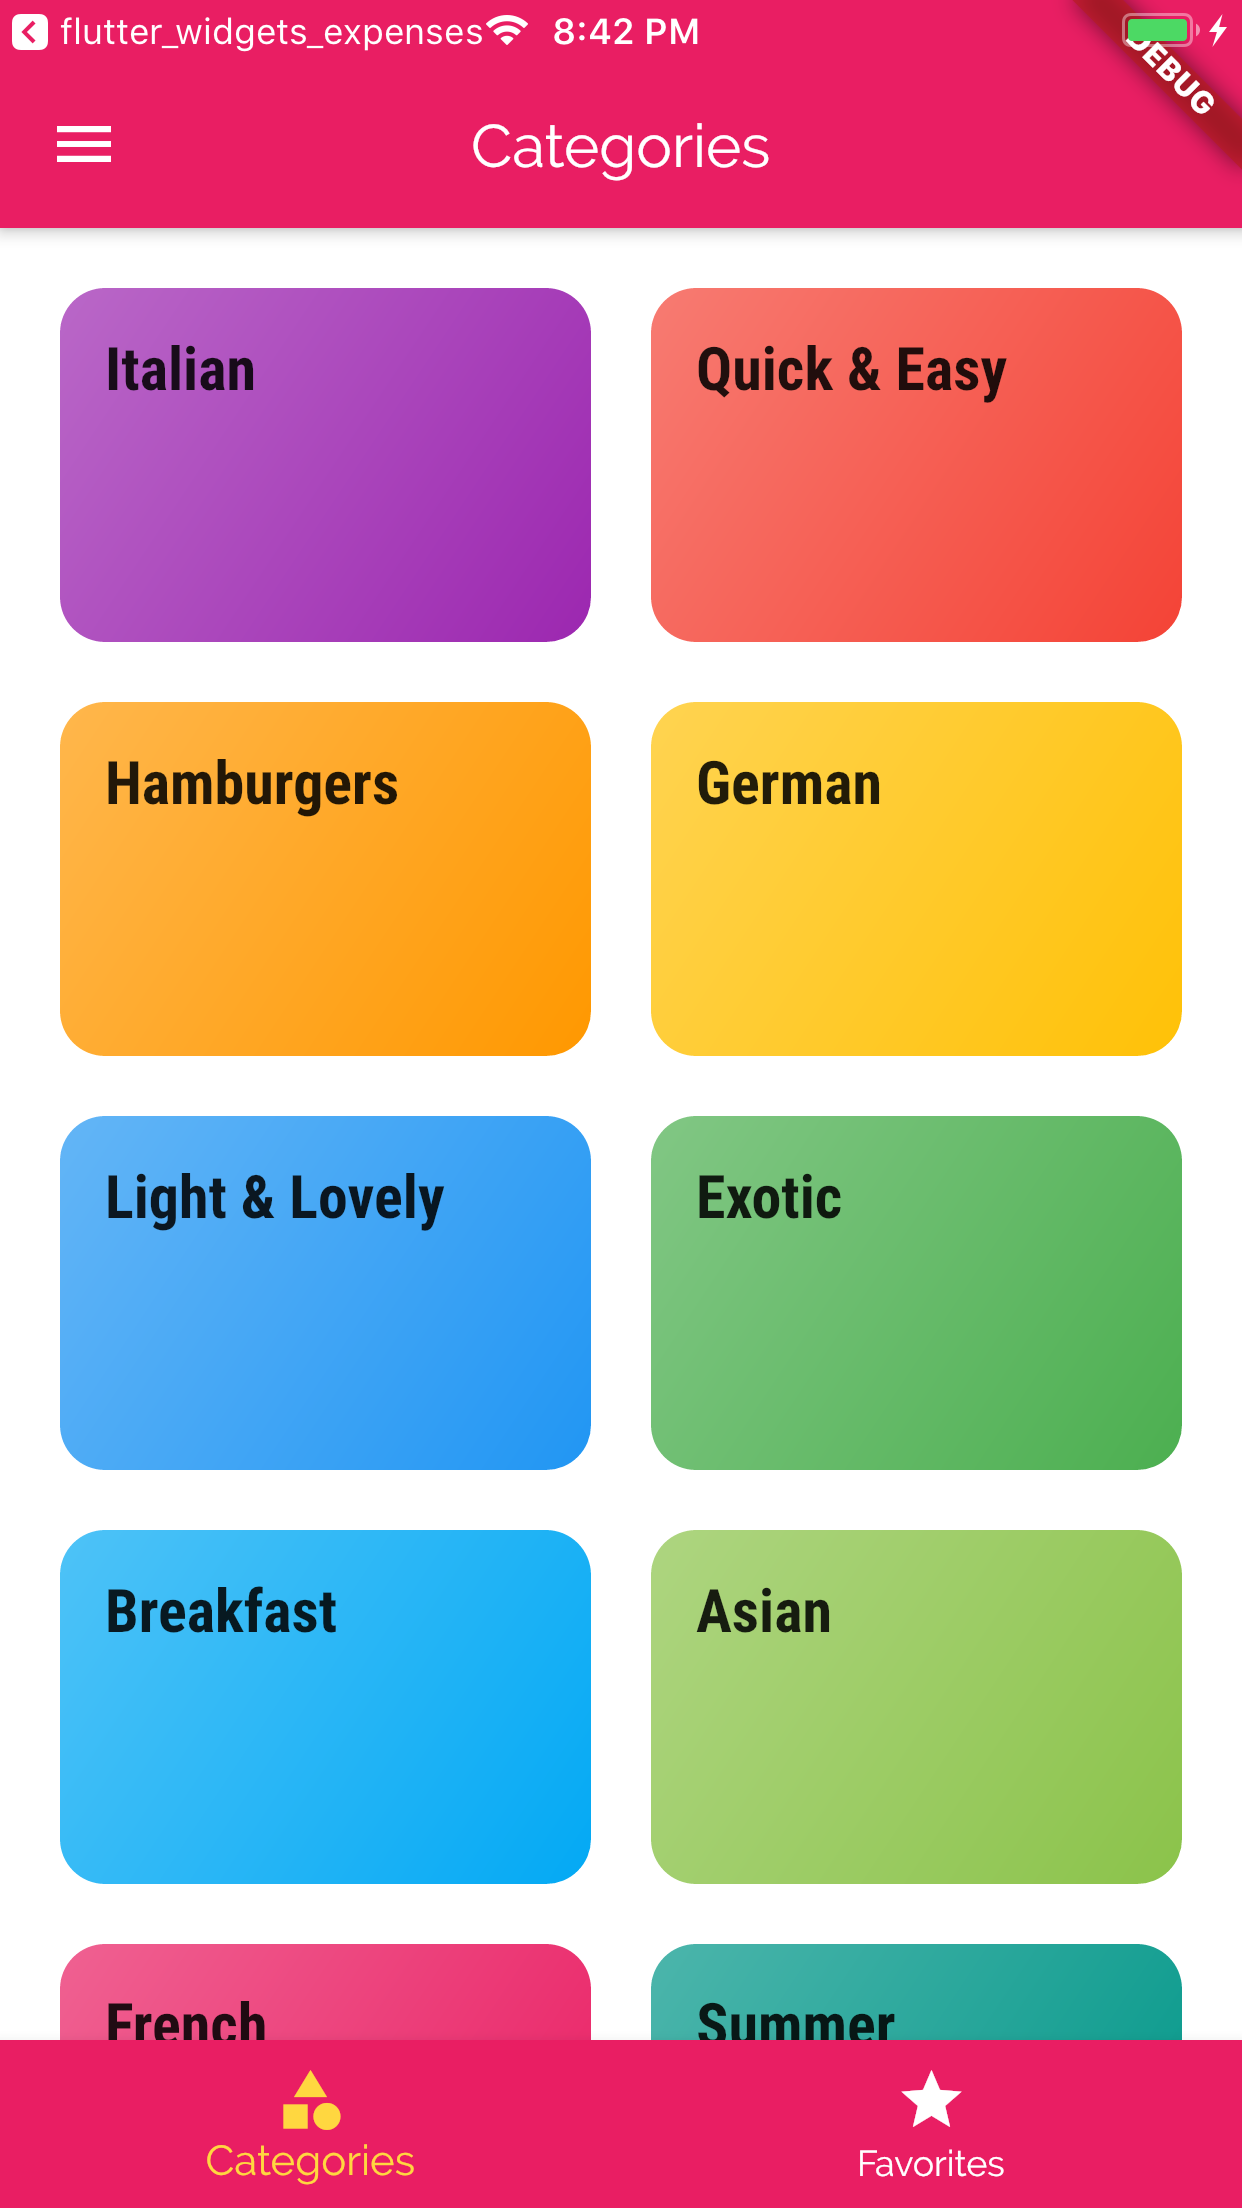 flutter_widgets_expenses 8:42 PM
DEBUG
Categories
Italian
Quick & Easy
Hamburgers
German
Light & Lovely
Exotic
Breakfast
Asian
French
Summer
Categories
Favorites